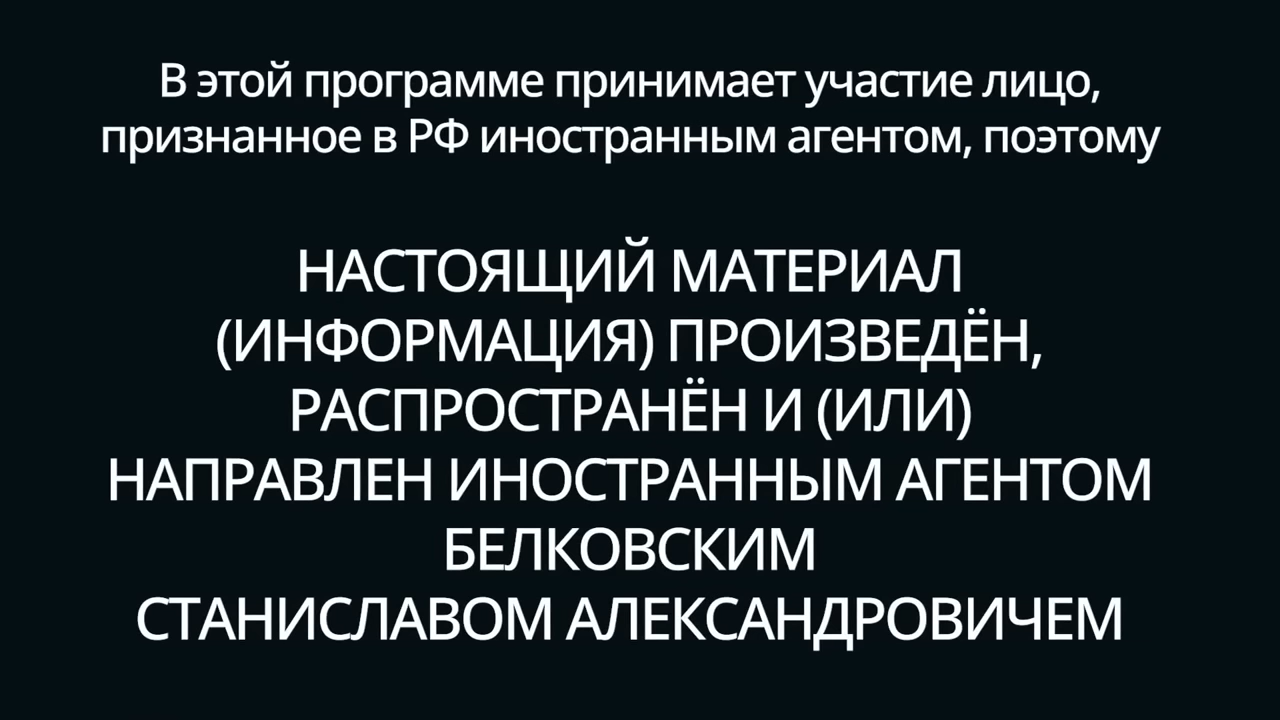 В этой программе принимает участие лицо,
признанное в РФ иностранным агентом, поэтому
НАСТОЯЩИЙ МАТЕРИАЛ
(ИНФОРМАЦИЯ) ПРОИЗВЕДЁН,
РАСПРОСТРАНЁН И (ИЛИ)
НАПРАВЛЕН ИНОСТРАННЫМ АГЕНТОМ
БЕЛКОВСКИМ
СТАНИСЛАВОМ АЛЕКСАНДРОВИЧЕМ